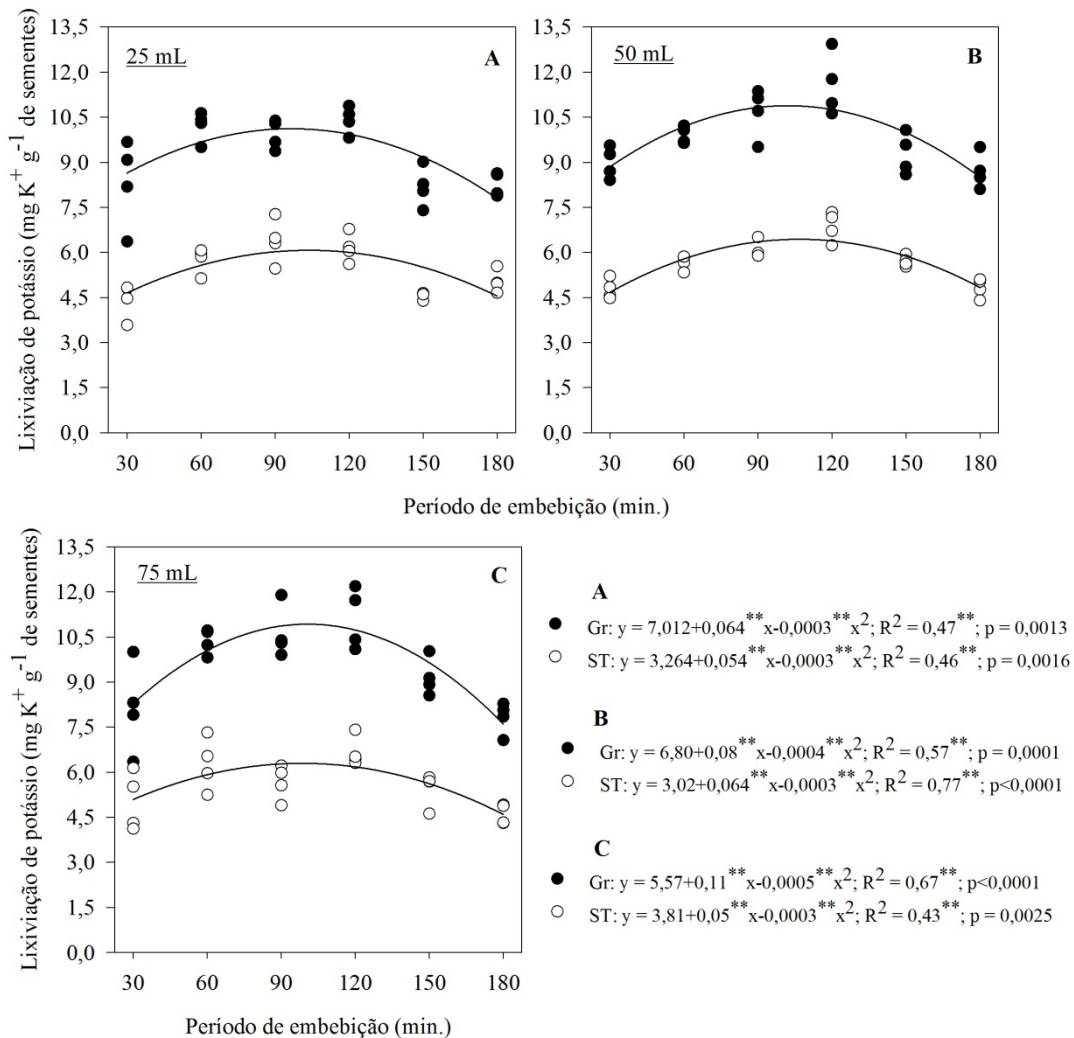 Lixiviação de potássio (mg K+ g-1 de sementes)
13,5
12,0
10,5
9,0
7,5
6,0
4,5
3,0
1,5
0,0
25 mL
A
30 60 90 120 150 180
13,5
12,0
10,5
9,0
7,5
6,0
4,5
3,0
1,5
0,0
50 mL
B
30 60 90 120 150 180
Período de embebição (min.)
Lixiviação de potássio (mg K+ g-1 de sementes)
13,5
12,0
10,5
9,0
7,5
6,0
4,5
3,0
1,5
0,0
75 mL
C
30 60 90 120 150 180
Período de embebição (min.)
A
Gr: y = 7,012+0,064**x-0,0003**x2; R2 = 0,47**; p = 0,0013
ST: y = 3,264+0,054**x-0,0003**x2; R2 = 0,46**; p = 0,0016
B
Gr: y = 6,80+0,08**x-0,0004**x2; R2 = 0,57**; p = 0,0001
ST: y = 3,02+0,064**x-0,0003**x2; R2 = 0,77**; p<0,0001
C
Gr: y = 5,57+0,11**x-0,0005**x2; R2 = 0,67**; p<0,0001
ST: y = 3,81+0,05**x-0,0003**x2; R2 = 0,43**; p = 0,0025